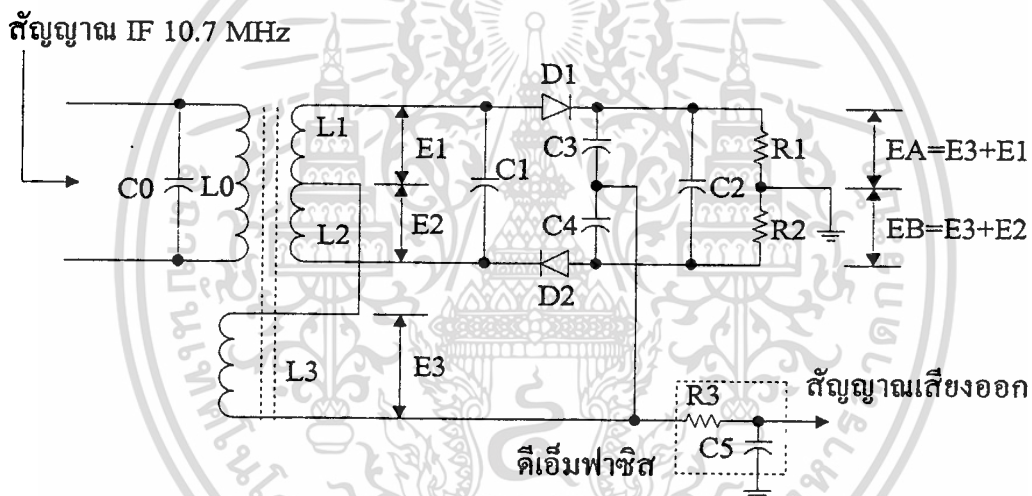 สัญญาณ IF 10.7 MHz
D1
L1
E1
C1
C3
C2
R1
EA=E3+E1
C0
L0
L2
E2
C4
R2
EB=E3+E2
D2
L3
E3
สัญญาณเสียงออก
R3
C5
ดีเอ็มฟาซิส